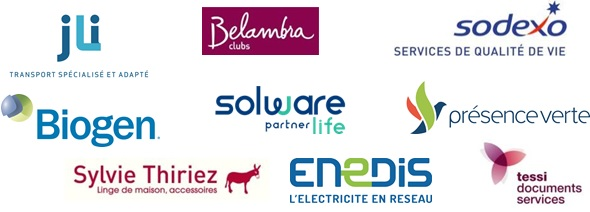 jli
TRANSPORT SPÉCIALISÉ ET ADAPTÉ
Belambra
clubs
sodexo
SERVICES DE QUALITÉ DE VIE
Biogen.
solware
partner life
présence verte
Sylvie Thiriez
Linge de maison, accessoires
ENEDIS
L'ELECTRICITE EN RESEAU
tessi
documents
services